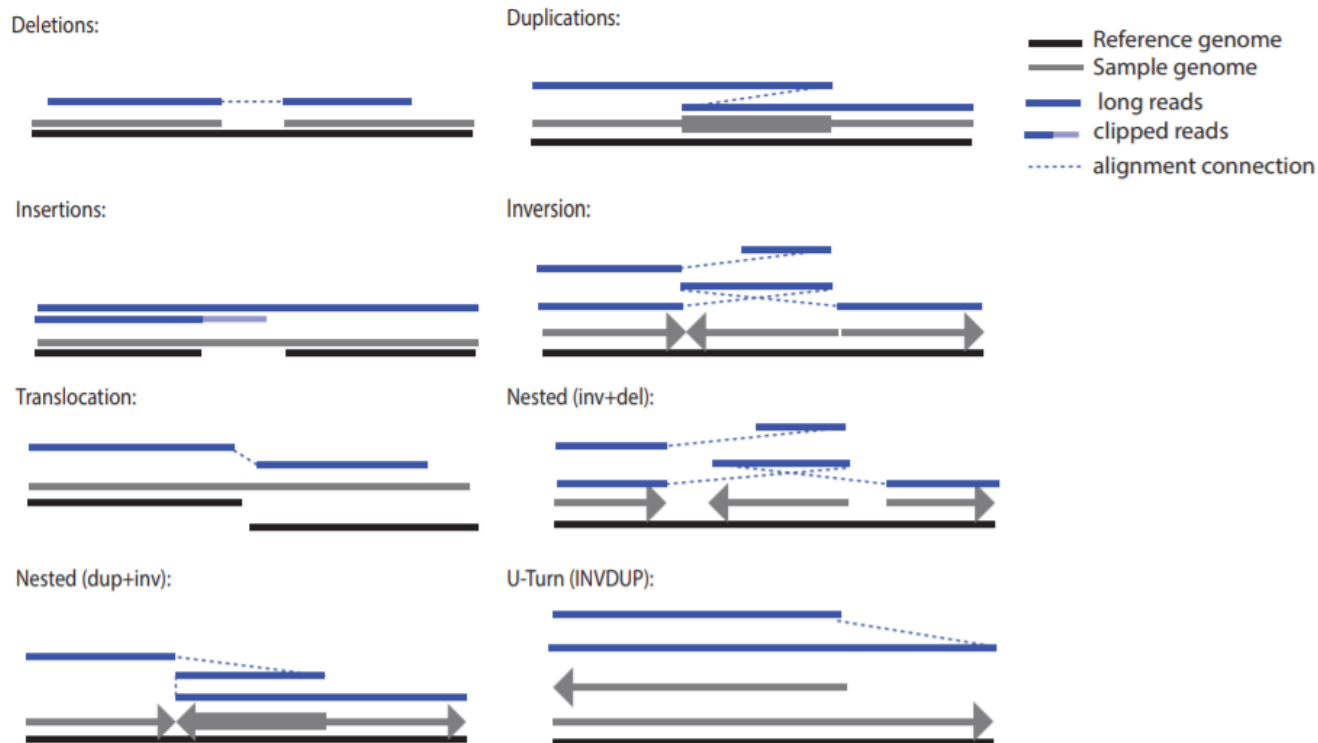 Deletions:
Duplications:
Reference genome
Sample genome
long reads
clipped reads
alignment connection
Insertions:
Inversion:
Translocation:
Nested (inv+del):
Nested (dup+inv):
U-Turn (INVDUP):